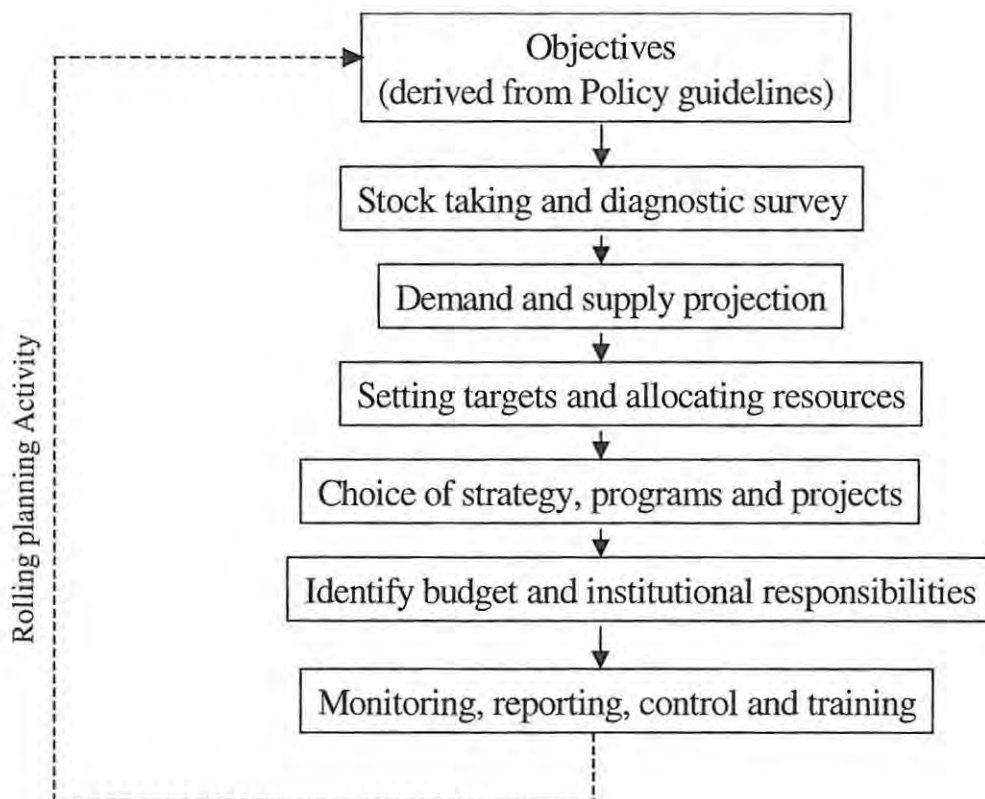 Objectives
(derived from Policy guidelines)
Stock taking and diagnostic survey
Demand and supply projection
Setting targets and allocating resources
Choice of strategy, programs and projects
Identify budget and institutional responsibilities
Monitoring, reporting, control and training
Rolling planning Activity